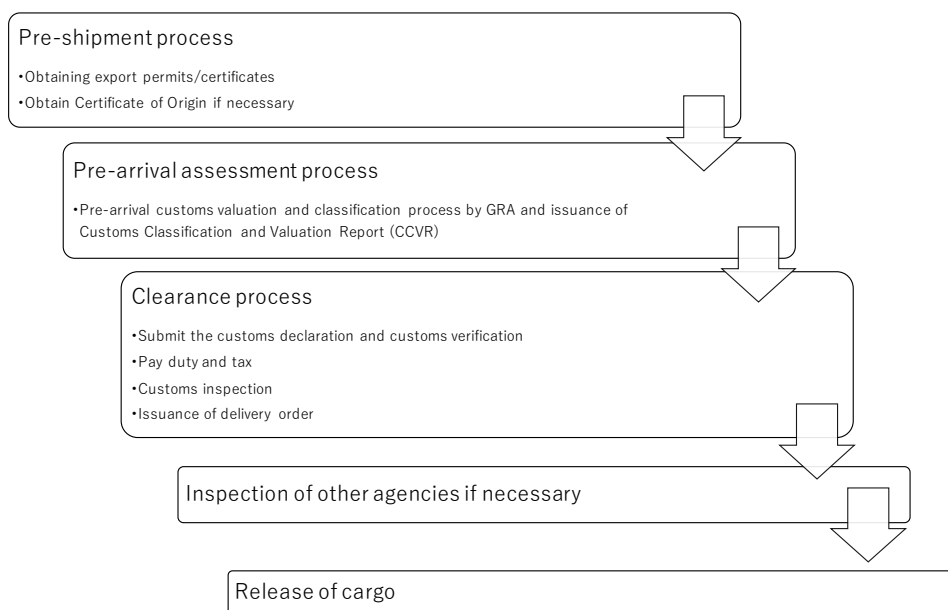 Pre-shipment process
•Obtaining export permits/certificates
•Obtain Certificate of Origin if necessary
Pre-arrival assessment process
•Pre-arrival customs valuation and classification process by GRA and issuance of
Customs Classification and Valuation Report (CCVR)
Clearance process
•Submit the customs declaration and customs verification
•Pay duty and tax
•Customs inspection
•Issuance of delivery order
Inspection of other agencies if necessary
Release of cargo